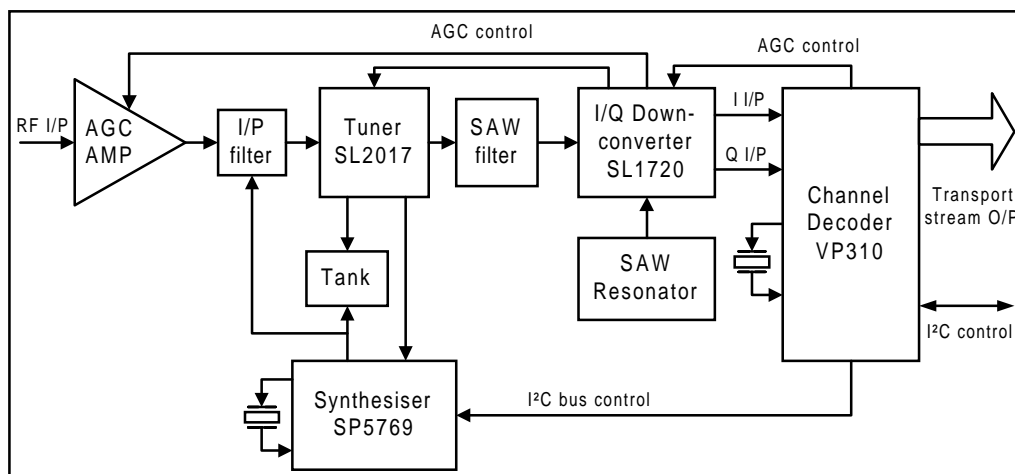 AGC control
AGC control
RF I/P
AGC
AMP
I/P
filter
Tuner
SL2017
SAW
filter
I/Q Down-
converter
SL1720
I I/P
Q I/P
Channel
Decoder
VP310
Transport
stream O/P
Tank
SAW
Resonator
I²C control
Synthesiser
SP5769
I²C bus control